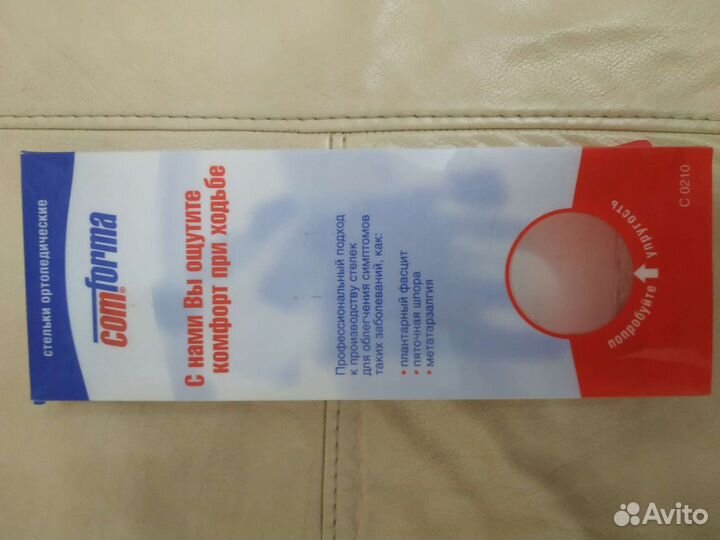 стельки ортопедические
comforma®
С нами Вы ощутите
комфорт при ходьбе
Профессиональный подход
к производству стелек
для облегчения симптомов
таких заболеваний, как:
• плантарный фасцит
• пяточная шпора
• метатарзалгия
попробуйте упругость
С 0210
Avito